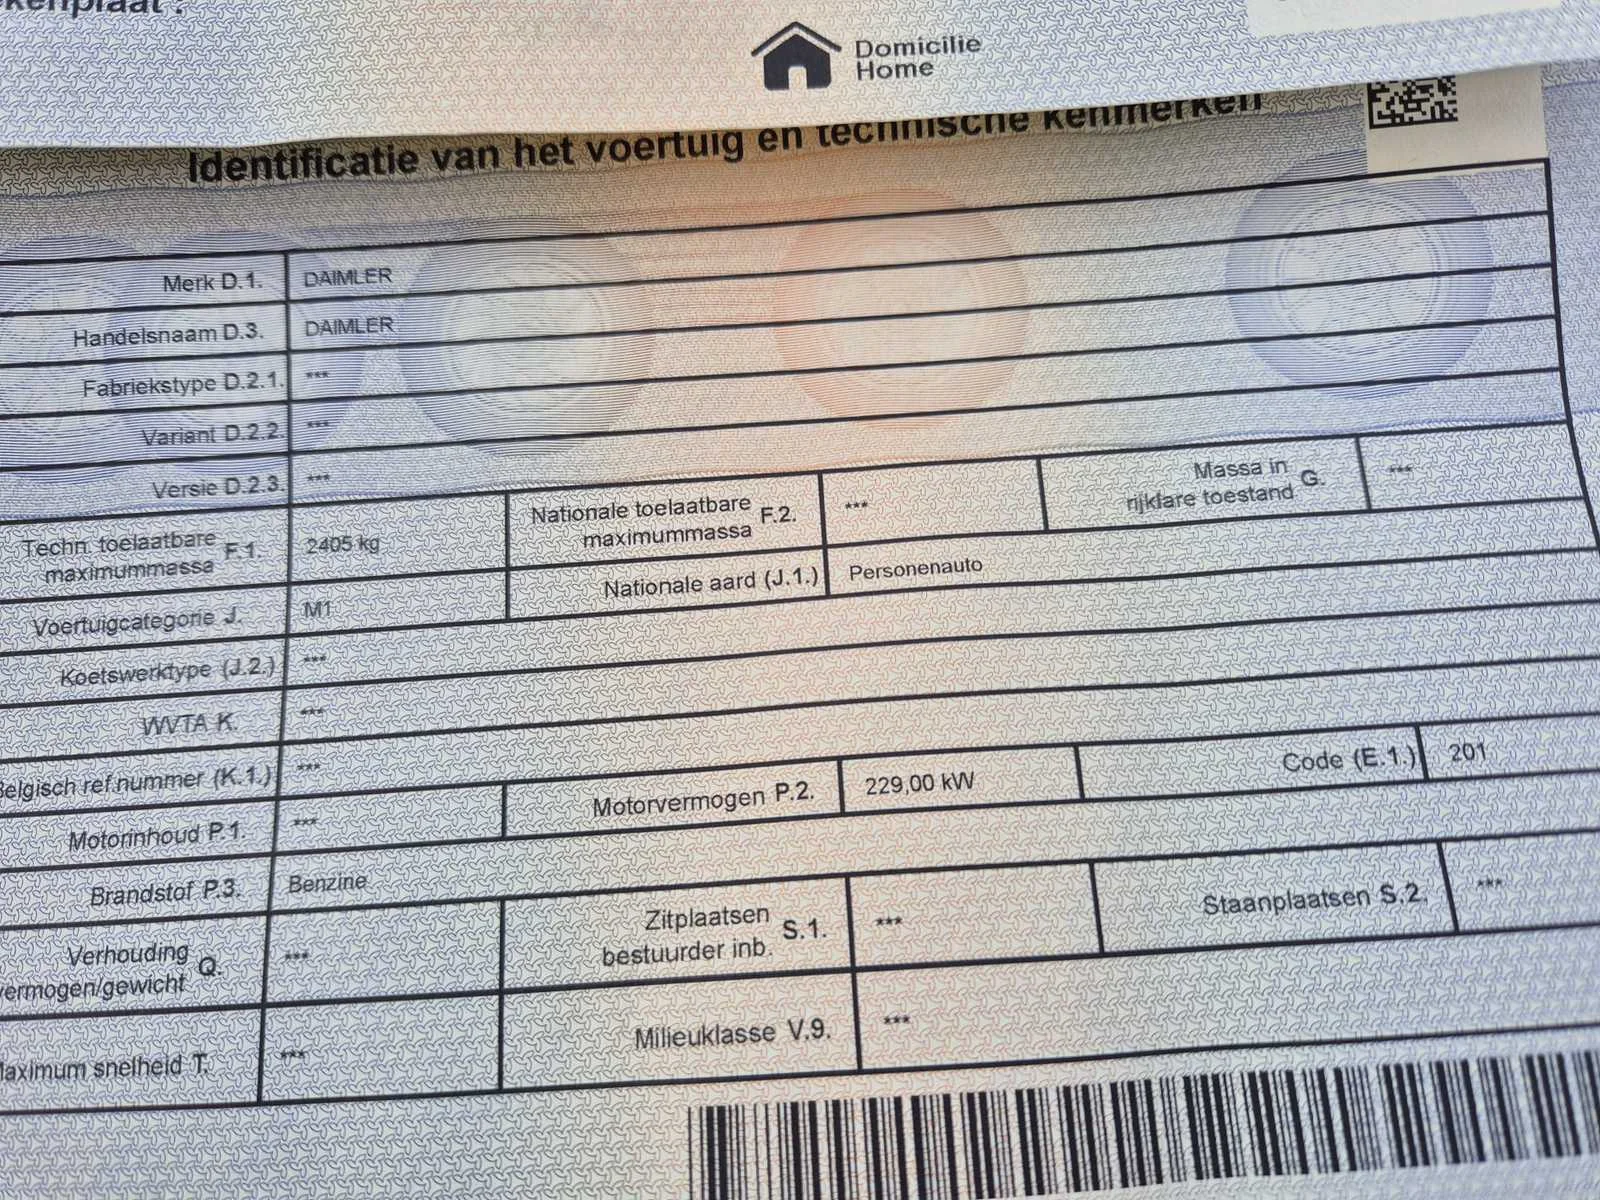 Domicilie
Home
Identificatie van het voertuig en technische kenmerken
Merk D.1. DAIMLER
Handelsnaam D.3. DAIMLER
Fabriekstype D.2.1. ***
Variant D.2.2. ***
Versie D.2.3. ***
Techn. toelaatbare maximummassa F.1. 2405 kg
Nationale toelaatbare maximummassa F.2. ***
Massa in rijklare toestand G. ***
Voertuigcategorie J. M1
Nationale aard (J.1.) Personenauto
Koetswerktype (J.2.) ***
WVTA K. ***
Belgisch ref.nummer (K.1.) ***
Motorinhoud P.1. ***
Motorvermogen P.2. 229,00 kW
Code (E.1.) 201
Brandstof P.3. Benzine
Verhouding vermogen/gewicht Q. ***
Zitplaatsen bestuurder inb. S.1. ***
Staanplaatsen S.2. ***
Maximum snelheid T. ***
Milieuklasse V.9. ***